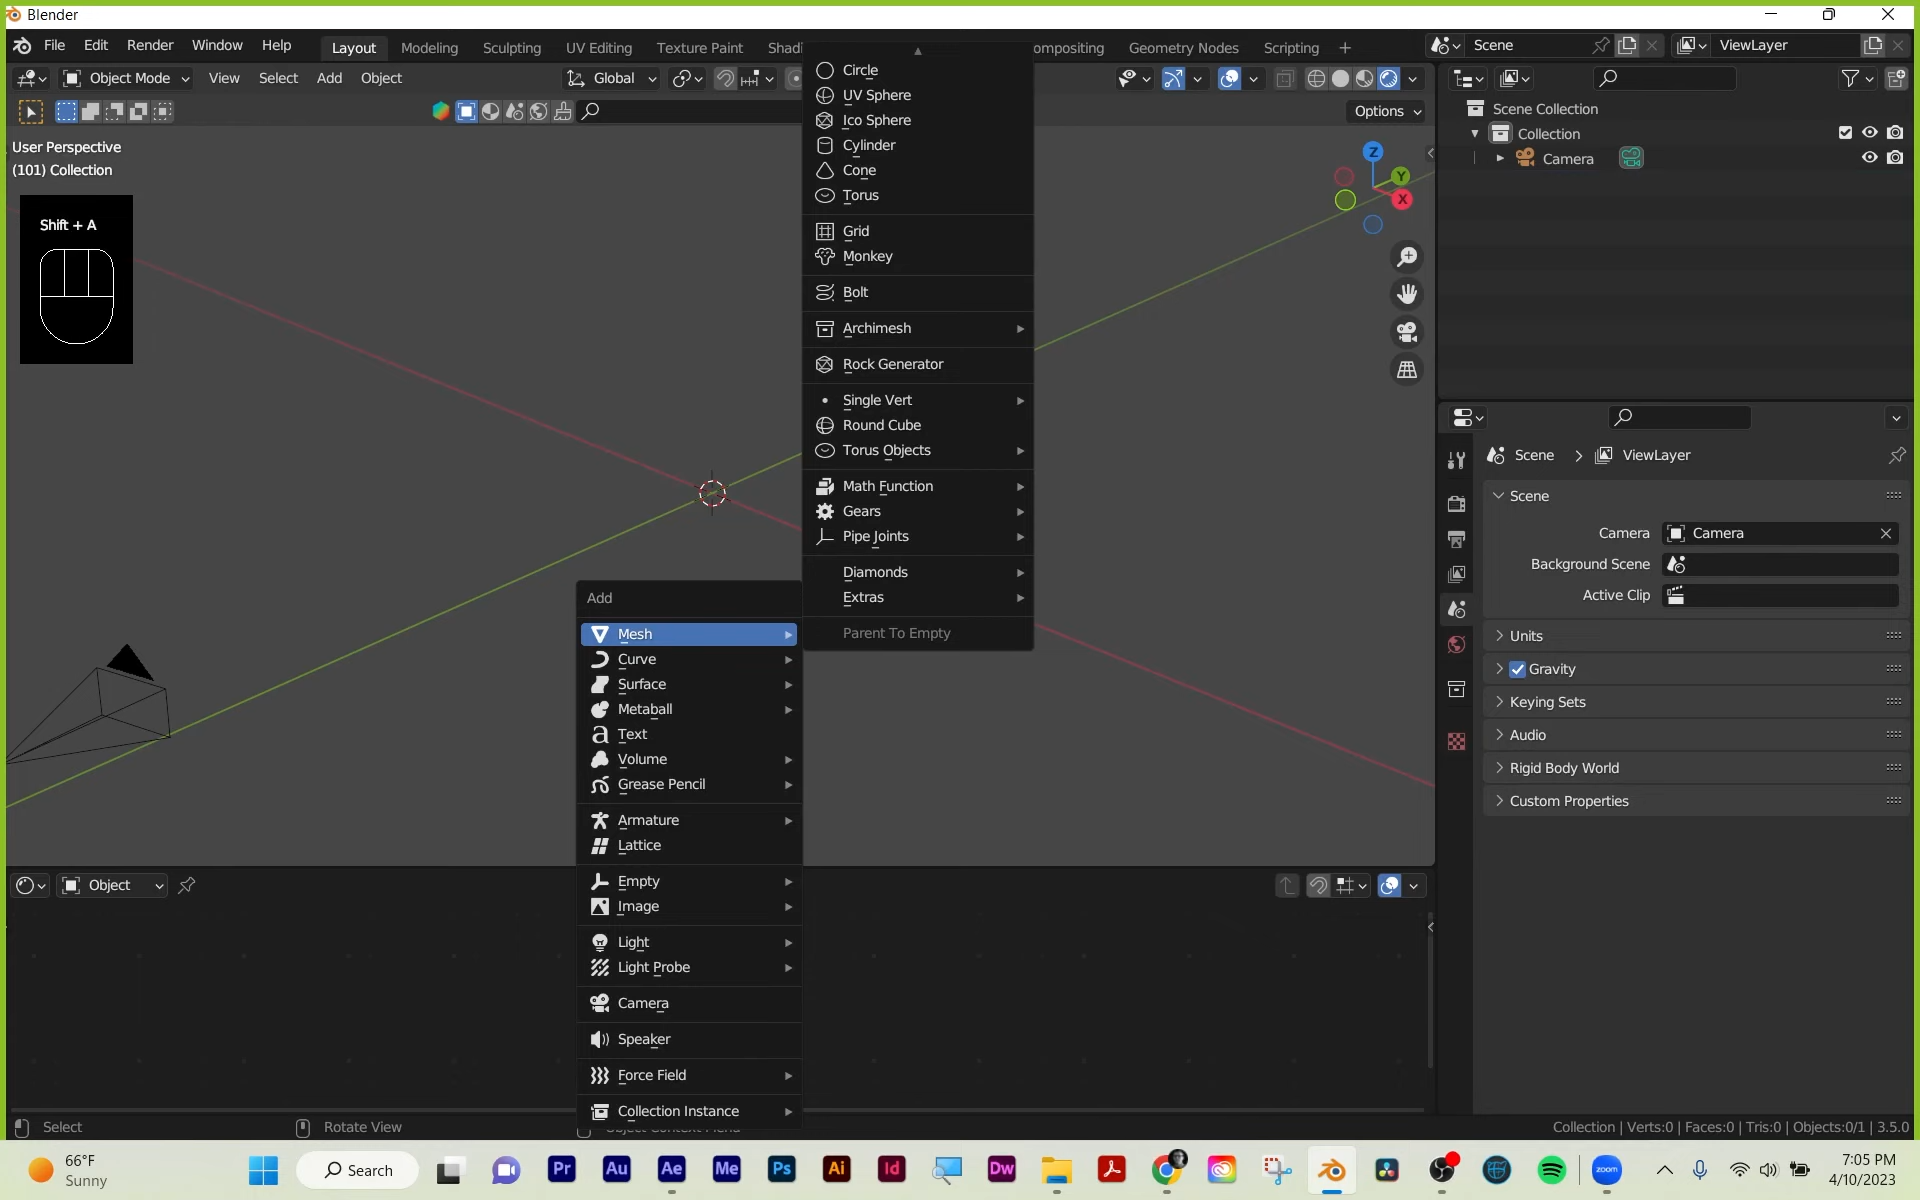 Blender
File Edit Render Window Help
Layout Modeling Sculpting UV Editing Texture Paint Shadi ompositing Geometry Nodes Scripting +
Scene
ViewLayer
Object Mode View Select Add Object
Global
Options
User Perspective
(101) Collection
Shift + A
Circle
UV Sphere
Ico Sphere
Cylinder
Cone
Torus
Grid
Monkey
Bolt
Archimesh
Rock Generator
Single Vert
Round Cube
Torus Objects
Math Function
Gears
Pipe Joints
Diamonds
Extras
Parent To Empty
Z
Y
X
Add
Mesh
Curve
Surface
Metaball
Text
Volume
Grease Pencil
Armature
Lattice
Empty
Image
Light
Light Probe
Camera
Speaker
Force Field
Collection Instance
Scene Collection
Collection
Camera
Scene > ViewLayer
Scene
Camera Camera
Background Scene
Active Clip
Units
Gravity
Keying Sets
Audio
Rigid Body World
Custom Properties
Object
Select
Rotate View
Collection | Verts:0 | Faces:0 | Tris:0 | Objects:0/1 | 3.5.0
66°F
Sunny
Search
Pr Au Ae Me Ps Ai Id Dw
zoom
7:05 PM
4/10/2023